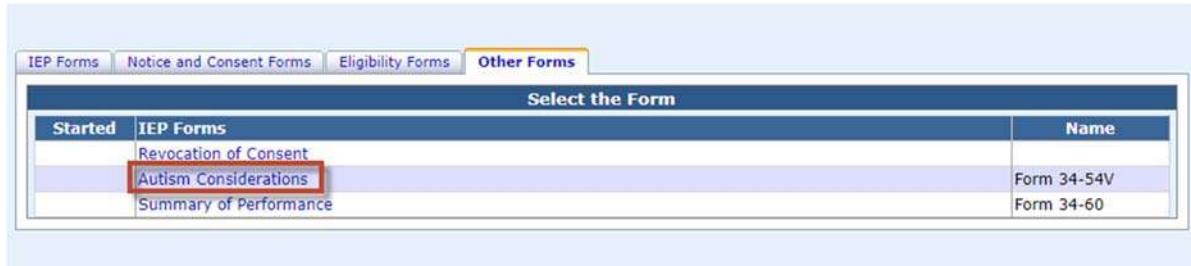 IEP Forms Notice and Consent Forms Eligibility Forms Other Forms
Select the Form
Started IEP Forms Name
Revocation of Consent
Autism Considerations Form 34-54V
Summary of Performance Form 34-60